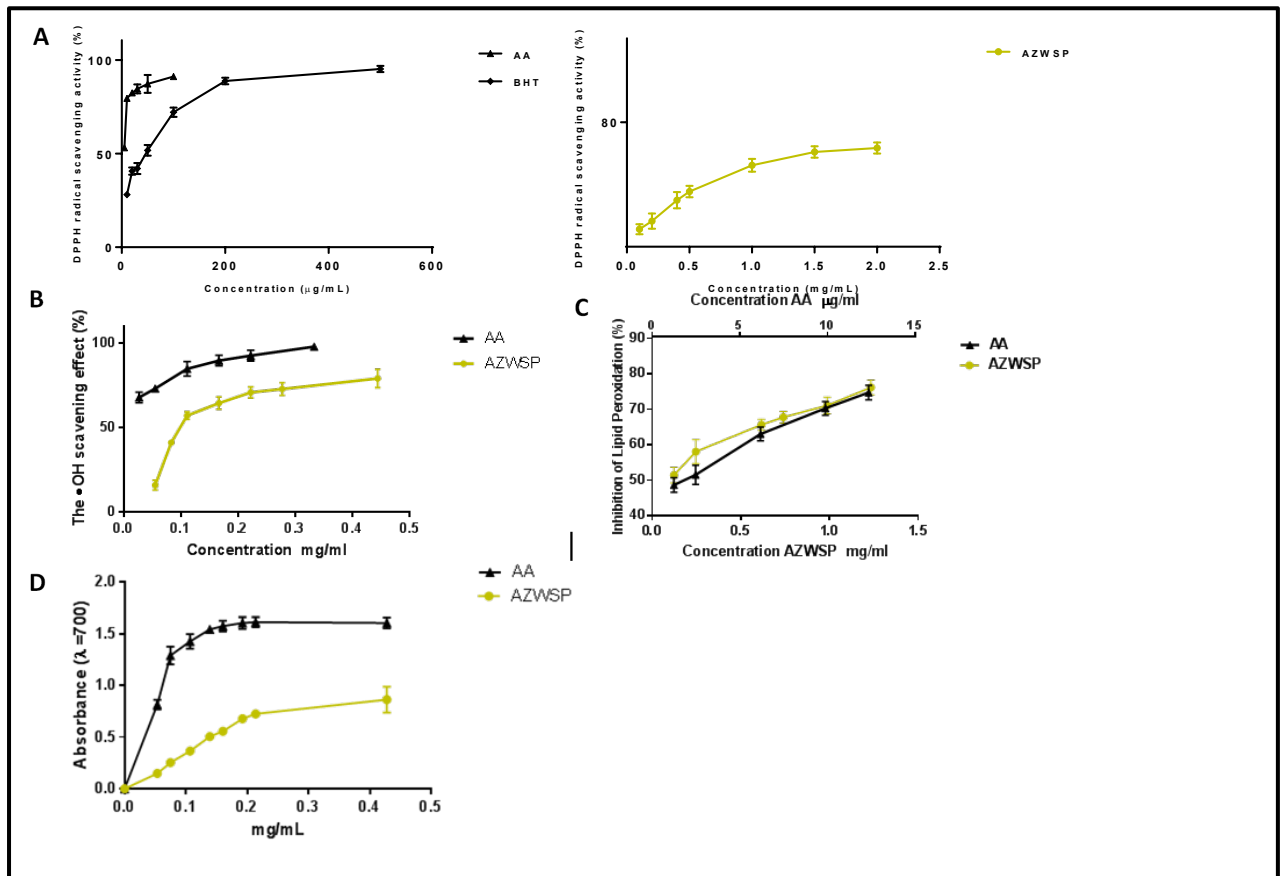 A
DPPH radical scavenging activity (%)
100
50
0
0 200 400 600
Concentration (μg/mL)
AA
BHT
DPPH radical scavenging activity (%)
80
0.0 0.5 1.0 1.5 2.0 2.5
Concentration (mg/mL)
AZWSP
B
The •OH scavening effect (%)
100
50
0
0.0 0.1 0.2 0.3 0.4 0.5
Concentration mg/ml
AA
AZWSP
C
Concentration AA μg/ml
0 5 10 15
Inhibition of Lipid Peroxidation (%)
90
80
70
60
50
40
0.0 0.5 1.0 1.5
Concentration AZWSP mg/ml
AA
AZWSP
D
Absorbance (λ =700)
2.0
1.5
1.0
0.5
0.0
0.0 0.1 0.2 0.3 0.4 0.5
mg/mL
AA
AZWSP